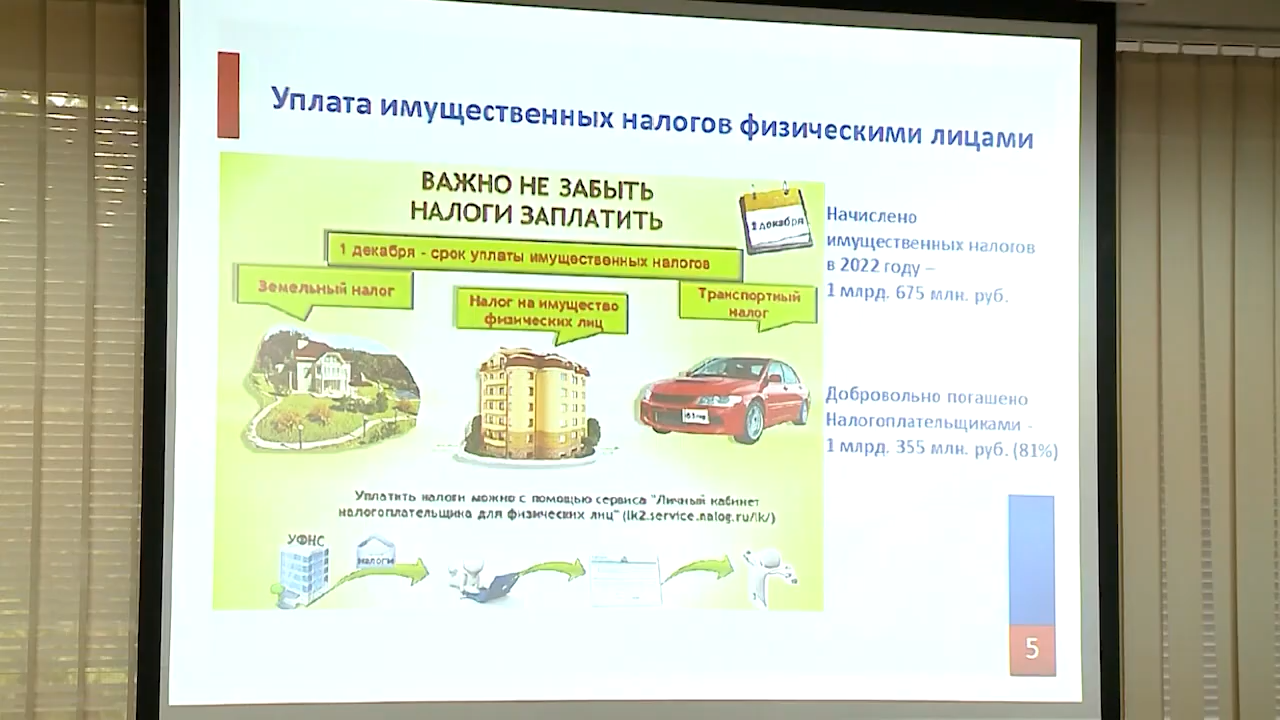 Уплата имущественных налогов физическими лицами
ВАЖНО НЕ ЗАБЫТЬ
НАЛОГИ ЗАПЛАТИТЬ
1 декабря
1 декабря - срок уплаты имущественных налогов
Земельный налог
Налог на имущество
физических лиц
Транспортный
налог
Начислено
имущественных налогов
в 2022 году –
1 млрд. 675 млн. руб.
Добровольно погашено
Налогоплательщиками -
1 млрд. 355 млн. руб. (81%)
Уплатить налоги можно с помощью сервиса "Личный кабинет
налогоплательщика для физических лиц" (lk2.service.nalog.ru/lk/)
УФНС
налоги
5